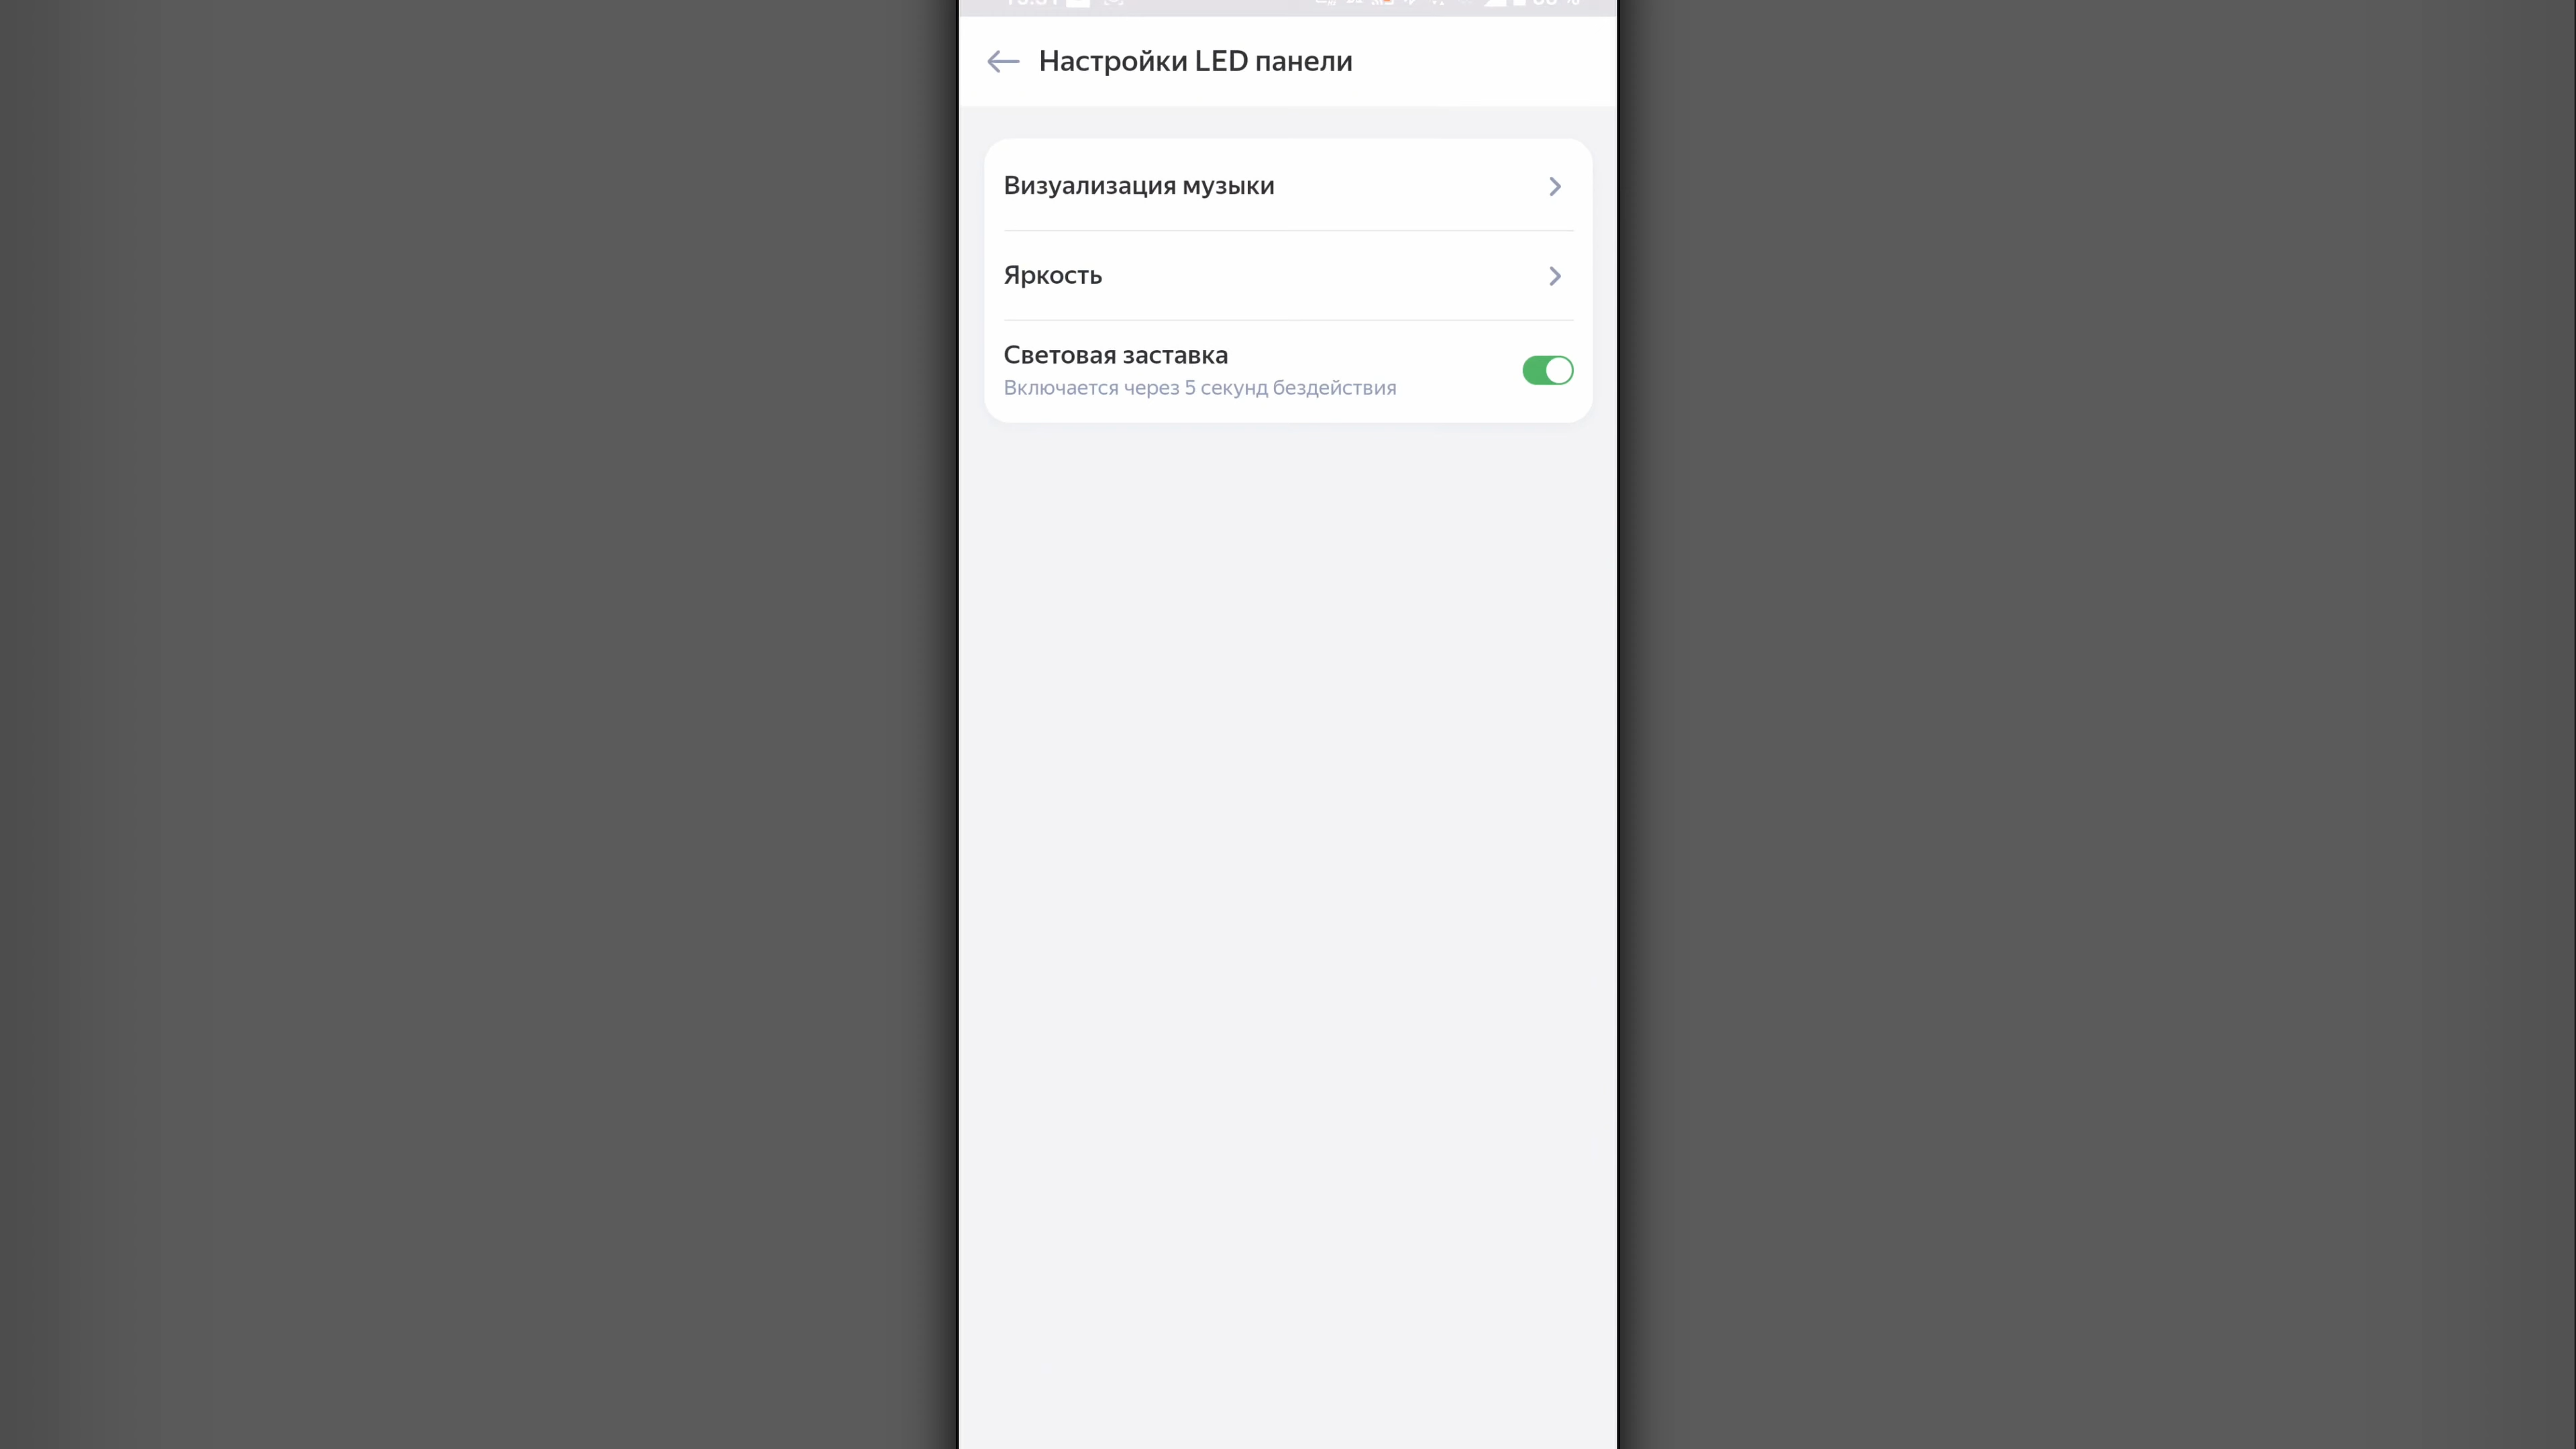 Настройки LED панели
Визуализация музыки
Яркость
Световая заставка
Включается через 5 секунд бездействия